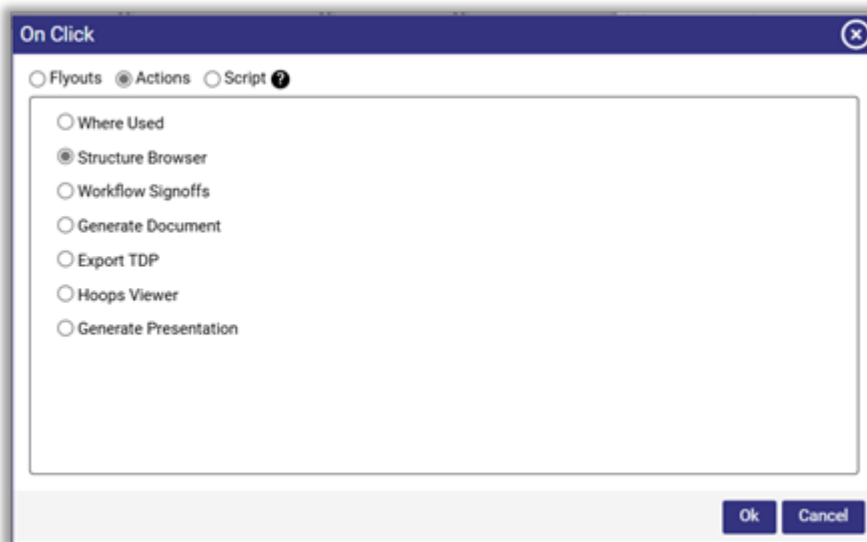 On Click
Flyouts Actions Script ?
Where Used
Structure Browser
Workflow Signoffs
Generate Document
Export TDP
Hoops Viewer
Generate Presentation
Ok Cancel